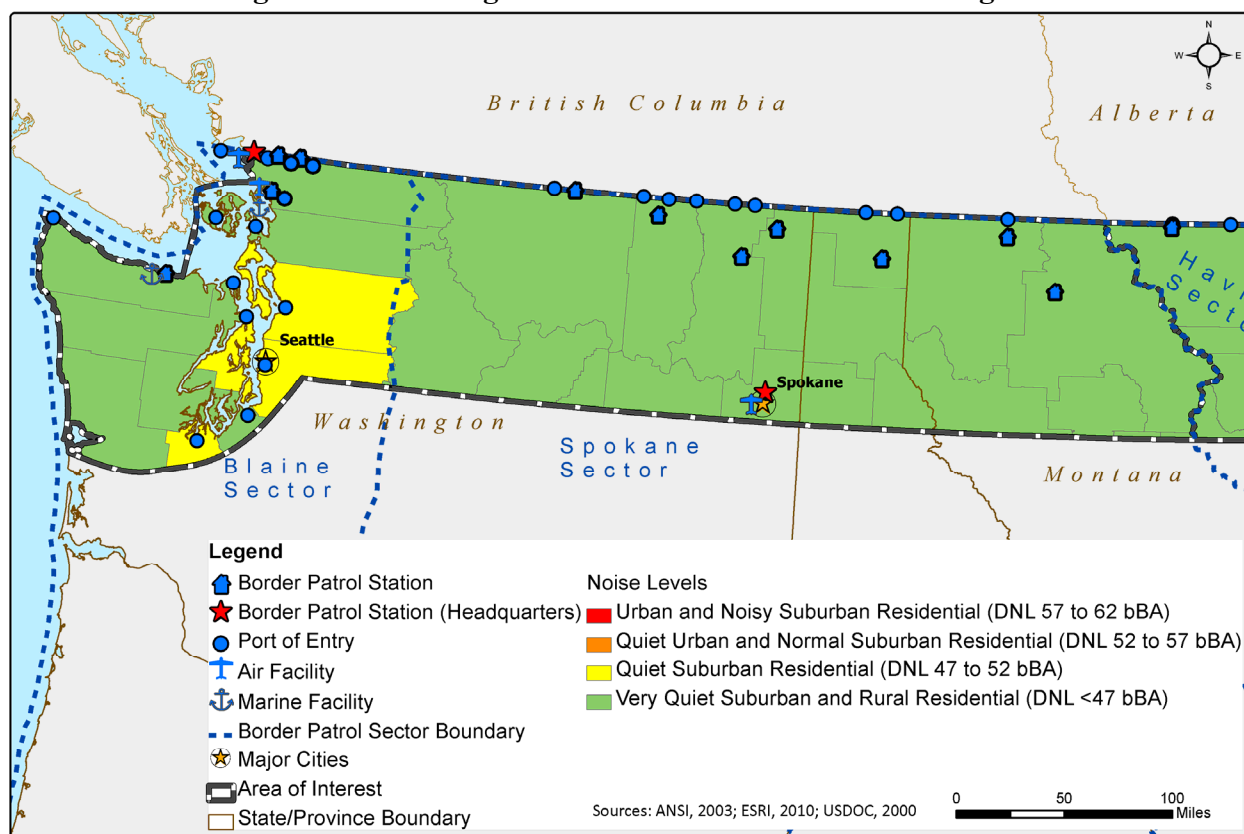 N
W E
S
British Columbia
Alberta
Seattle
Spokane
Washington
Spokane
Sector
Blaine
Sector
Montana
Legend
Border Patrol Station
Border Patrol Station (Headquarters)
Port of Entry
Air Facility
Marine Facility
Border Patrol Sector Boundary
Major Cities
Area of Interest
State/Province Boundary
Noise Levels
Urban and Noisy Suburban Residential (DNL 57 to 62 bBA)
Quiet Urban and Normal Suburban Residential (DNL 52 to 57 bBA)
Quiet Suburban Residential (DNL 47 to 52 bBA)
Very Quiet Suburban and Rural Residential (DNL <47 bBA)
Sources: ANSI, 2003; ESRI, 2010; USDOC, 2000
0 50 100
Miles